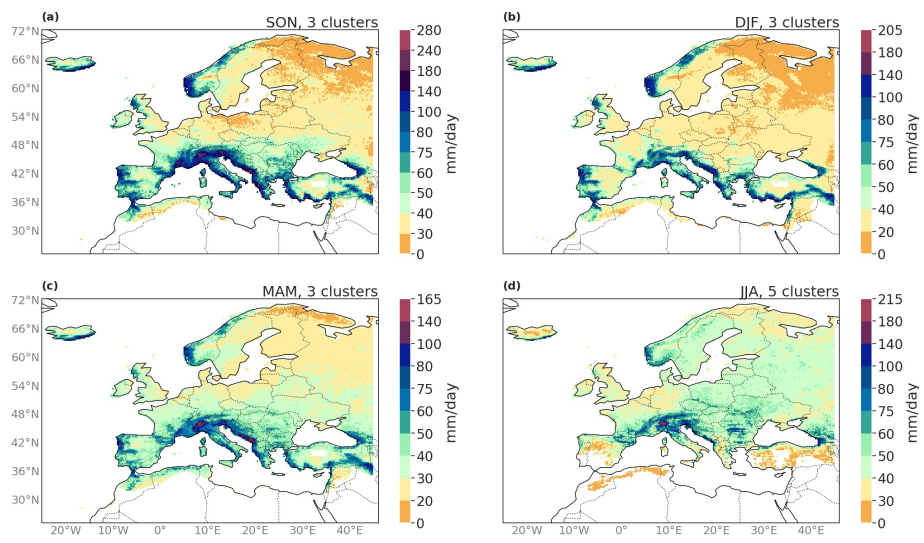 (a) SON, 3 clusters
72°N
66°N
60°N
54°N
48°N
42°N
36°N
30°N
280
240
180
140
100
80
75
60
50
40
30
0
mm/day
(b) DJF, 3 clusters
205
180
140
100
80
75
60
50
40
20
0
mm/day
(c) MAM, 3 clusters
72°N
66°N
60°N
54°N
48°N
42°N
36°N
30°N
20°W 10°W 0° 10°E 20°E 30°E 40°E
165
140
100
80
75
60
50
40
30
20
0
mm/day
(d) JJA, 5 clusters
20°W 10°W 0° 10°E 20°E 30°E 40°E
215
180
140
100
80
75
60
50
40
20
0
mm/day